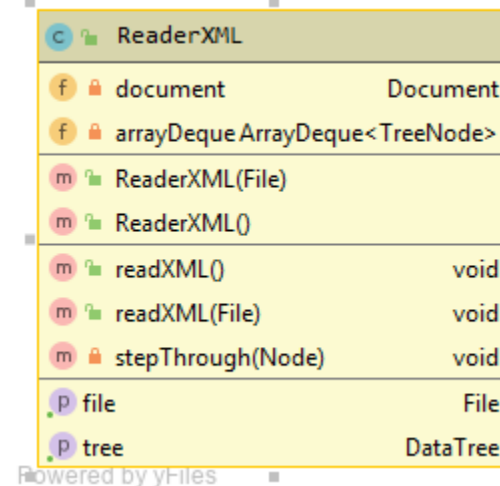 C ReaderXML
f document Document
f arrayDeque ArrayDeque<TreeNode>
m ReaderXML(File)
m ReaderXML()
m readXML() void
m readXML(File) void
m stepThrough(Node) void
p file File
p tree DataTree
Powered by yFiles